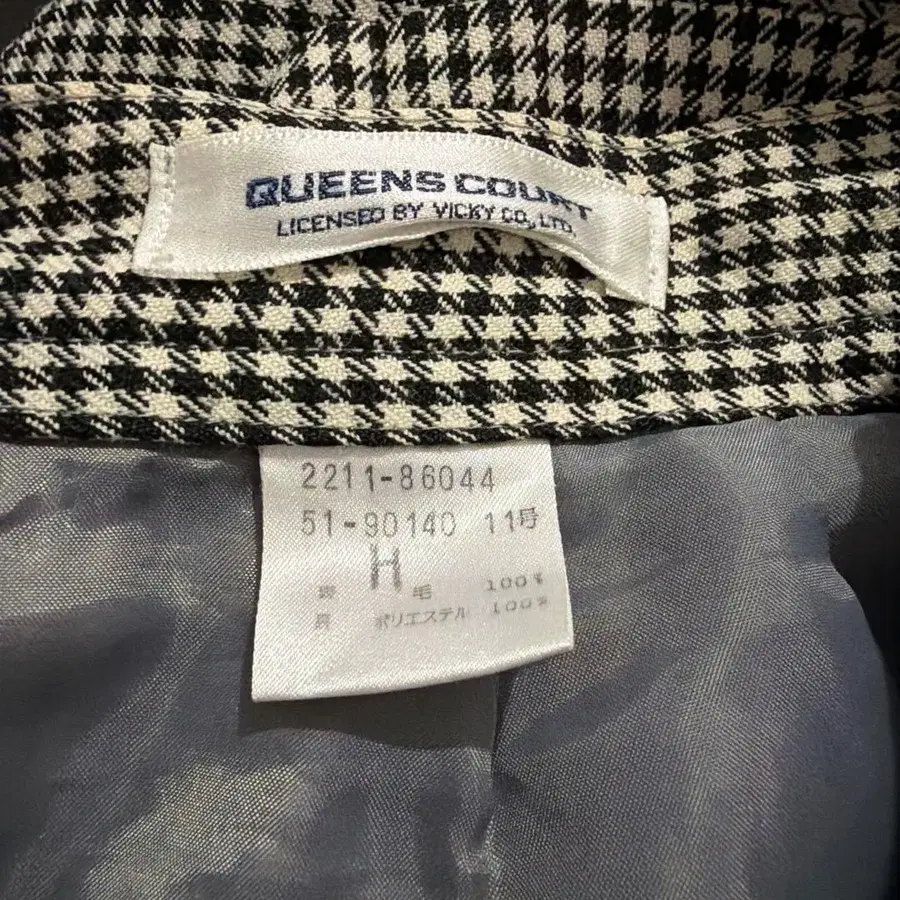 QUEENS COURT
LICENSED BY VICKY CO., LTD.
2211-86044
51-90140 11号
H
表 毛 100%
裏 ポリエステル 100%